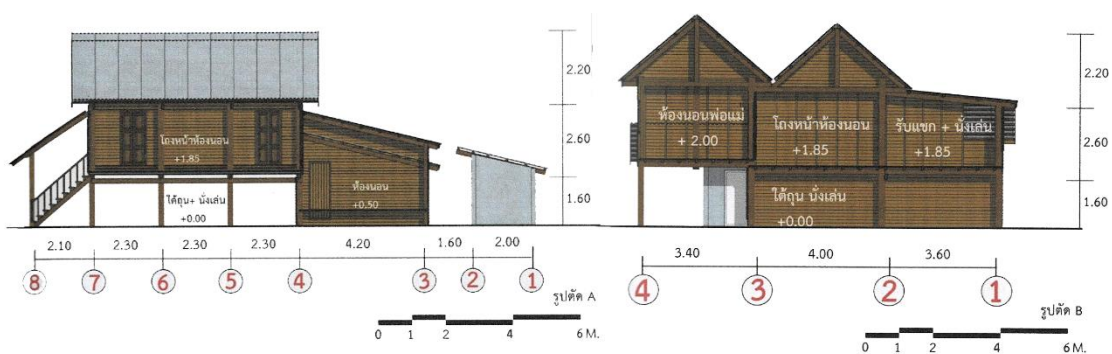 2.20
โถงหน้าห้องนอน
+1.85
2.60
ห้องนอน
+0.50
ใต้ถุน+ นั่งเล่น
+0.00
1.60
2.10 2.30 2.30 2.30 4.20 1.60 2.00
8 7 6 5 4 3 2 1
รูปตัด A
0 1 2 4 6 M.
2.20
ห้องนอนพ่อแม่
+ 2.00
โถงหน้าห้องนอน
+1.85
รับแขก + นั่งเล่น
+1.85
2.60
ใต้ถุน นั่งเล่น
+0.00
1.60
3.40 4.00 3.60
4 3 2 1
รูปตัด B
0 1 2 4 6 M.